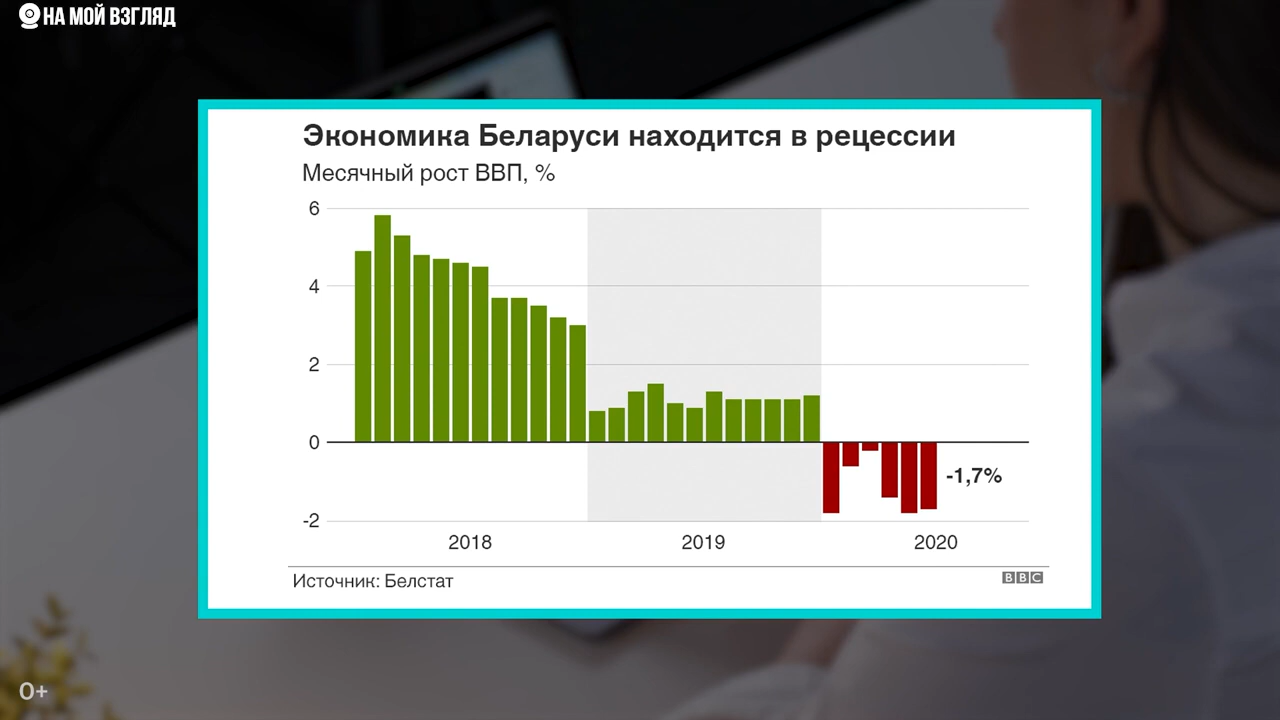 НА МОЙ ВЗГЛЯД
Экономика Беларуси находится в рецессии
Месячный рост ВВП, %
6
4
2
0
-2
-1,7%
2018
2019
2020
Источник: Белстат
BBC
0+